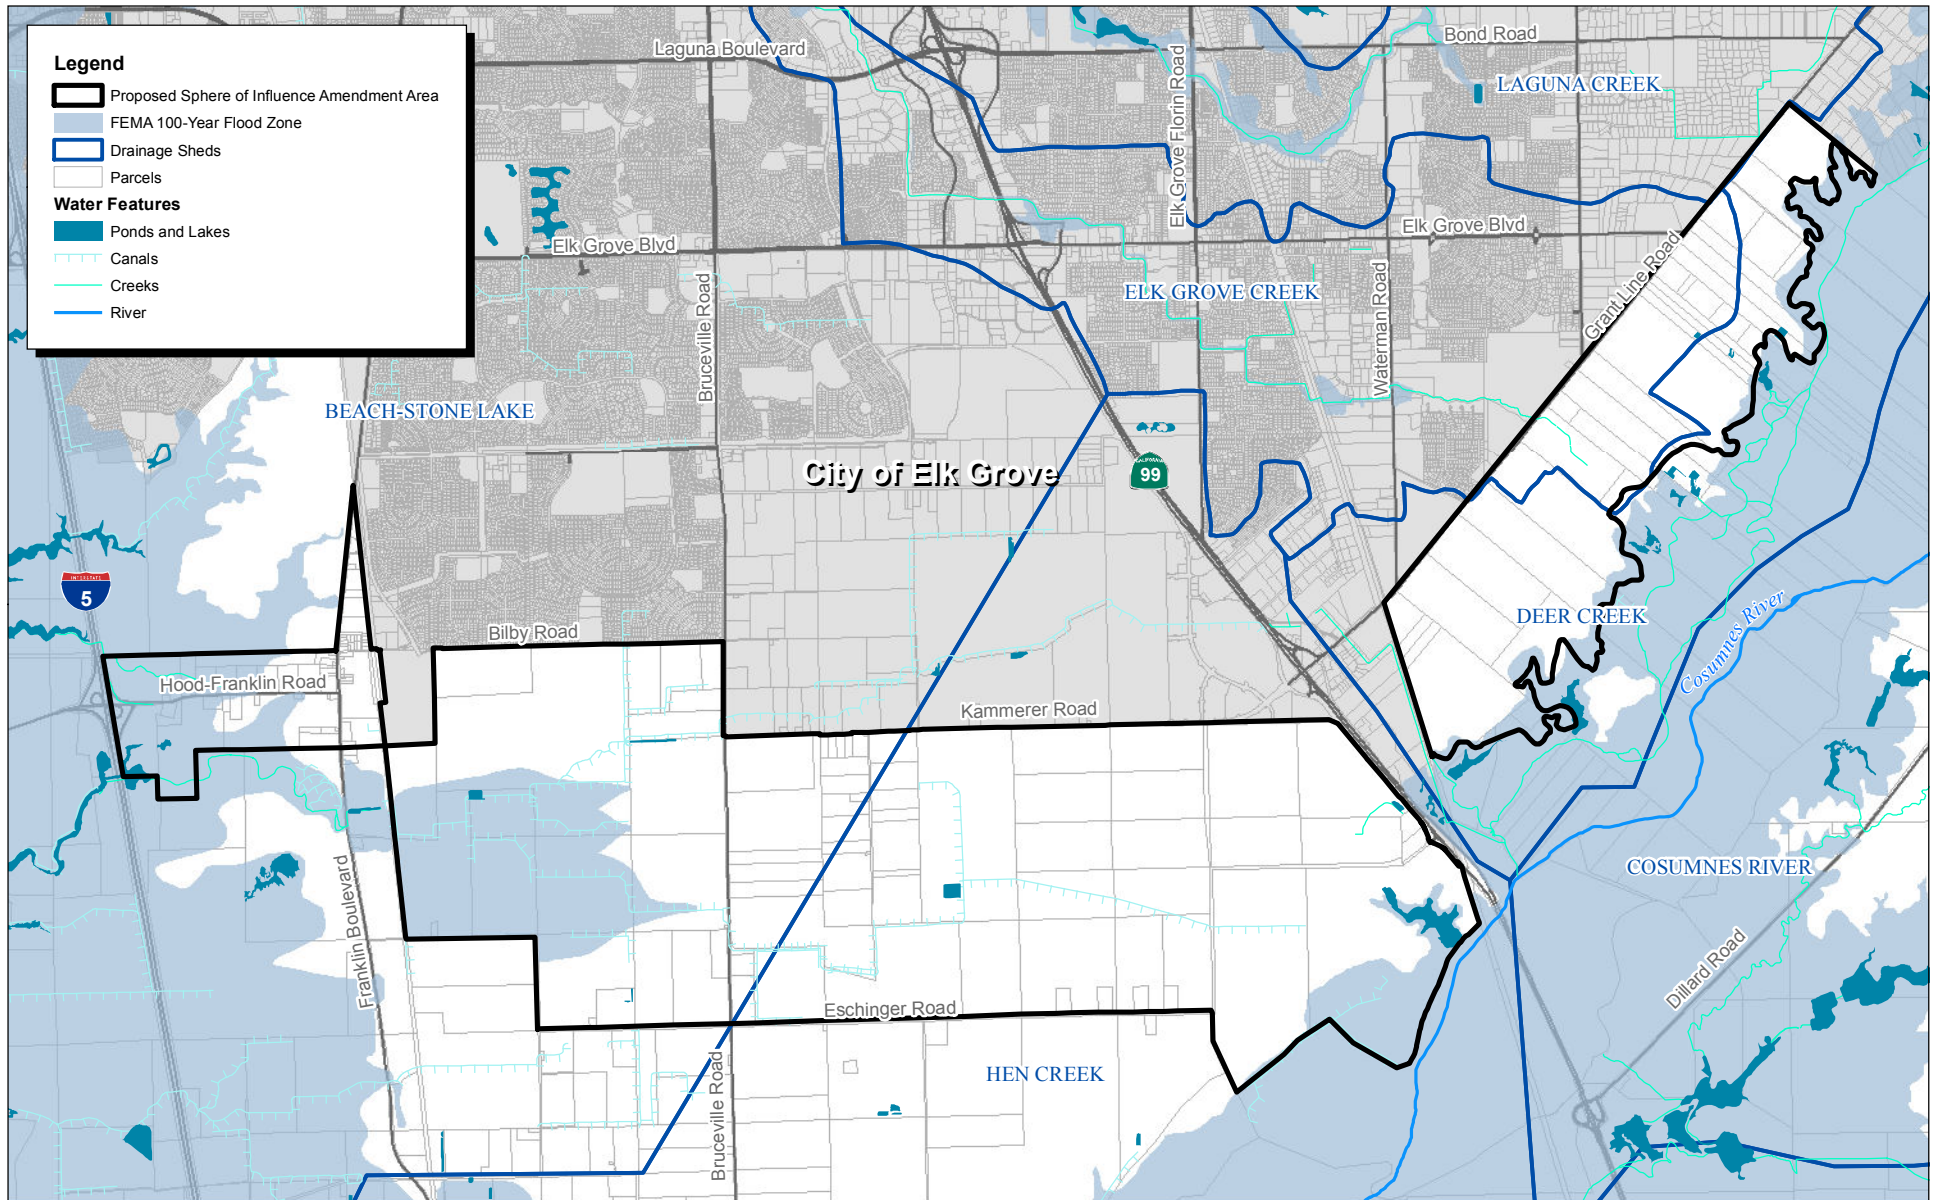 Legend
Proposed Sphere of Influence Amendment Area
FEMA 100-Year Flood Zone
Drainage Sheds
Parcels
Water Features
Ponds and Lakes
Canals
Creeks
River
Laguna Boulevard
Bond Road
LAGUNA CREEK
Elk Grove Florin Road
Elk Grove Blvd
Elk Grove Blvd
Bruceville Road
ELK GROVE CREEK
Waterman Road
Grant Line Road
BEACH-STONE LAKE
City of Elk Grove
CALIFORNIA
99
INTERSTATE
5
DEER CREEK
Cosumnes River
Bilby Road
Hood-Franklin Road
Kammerer Road
COSUMNES RIVER
Franklin Boulevard
Dillard Road
Eschinger Road
HEN CREEK
Bruceville Road